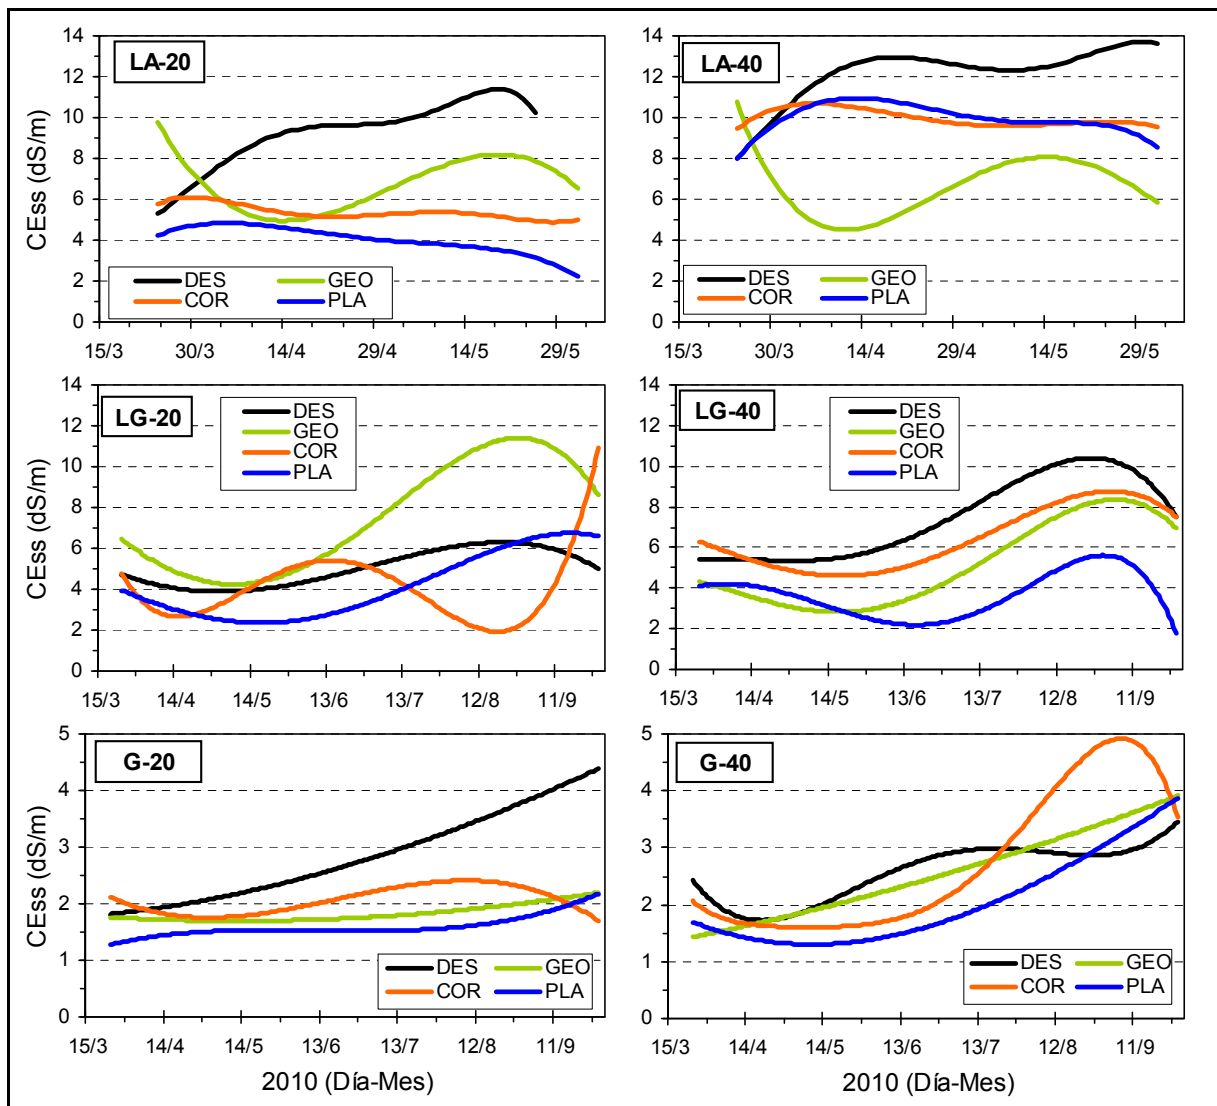 LA-20
CEss (dS/m)
14
12
10
8
6
4
2
0
DES GEO
COR PLA
15/3 30/3 14/4 29/4 14/5 29/5
LA-40
14
12
10
8
6
4
2
0
DES GEO
COR PLA
15/3 30/3 14/4 29/4 14/5 29/5
LG-20
CEss (dS/m)
14
12
10
8
6
4
2
0
DES
GEO
COR
PLA
15/3 14/4 14/5 13/6 13/7 12/8 11/9
LG-40
14
12
10
8
6
4
2
0
DES
GEO
COR
PLA
15/3 14/4 14/5 13/6 13/7 12/8 11/9
G-20
CEss (dS/m)
5
4
3
2
1
0
DES GEO
COR PLA
15/3 14/4 14/5 13/6 13/7 12/8 11/9
2010 (Día-Mes)
G-40
5
4
3
2
1
0
DES GEO
COR PLA
15/3 14/4 14/5 13/6 13/7 12/8 11/9
2010 (Día-Mes)